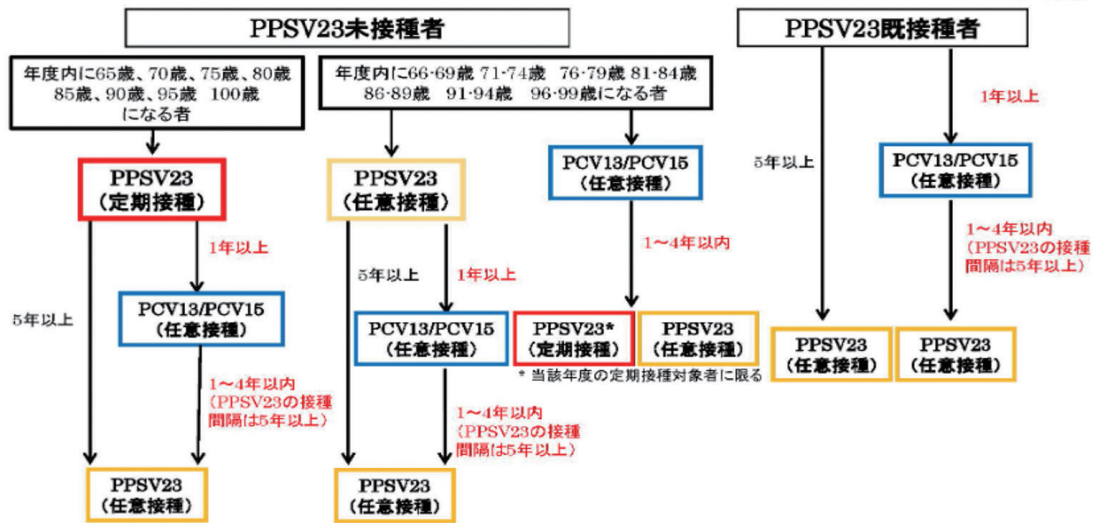 PPSV23未接種者
年度内に65歳、70歳、75歳、80歳
85歳、90歳、95歳 100歳
になる者
PPSV23
(定期接種)
5年以上
1年以上
PCV13/PCV15
(任意接種)
1～4年以内
(PPSV23の接種
間隔は5年以上)
PPSV23
(任意接種)
年度内に66-69歳 71-74歳 76-79歳 81-84歳
86-89歳 91-94歳 96-99歳になる者
PPSV23
(任意接種)
5年以上
1年以上
PCV13/PCV15
(任意接種)
1～4年以内
(PPSV23の接種
間隔は5年以上)
PPSV23
(任意接種)
PCV13/PCV15
(任意接種)
1～4年以内
PPSV23*
(定期接種)
PPSV23
(任意接種)
* 当該年度の定期接種対象者に限る
PPSV23既接種者
5年以上
PPSV23
(任意接種)
1年以上
PCV13/PCV15
(任意接種)
1～4年以内
(PPSV23の接種
間隔は5年以上)
PPSV23
(任意接種)